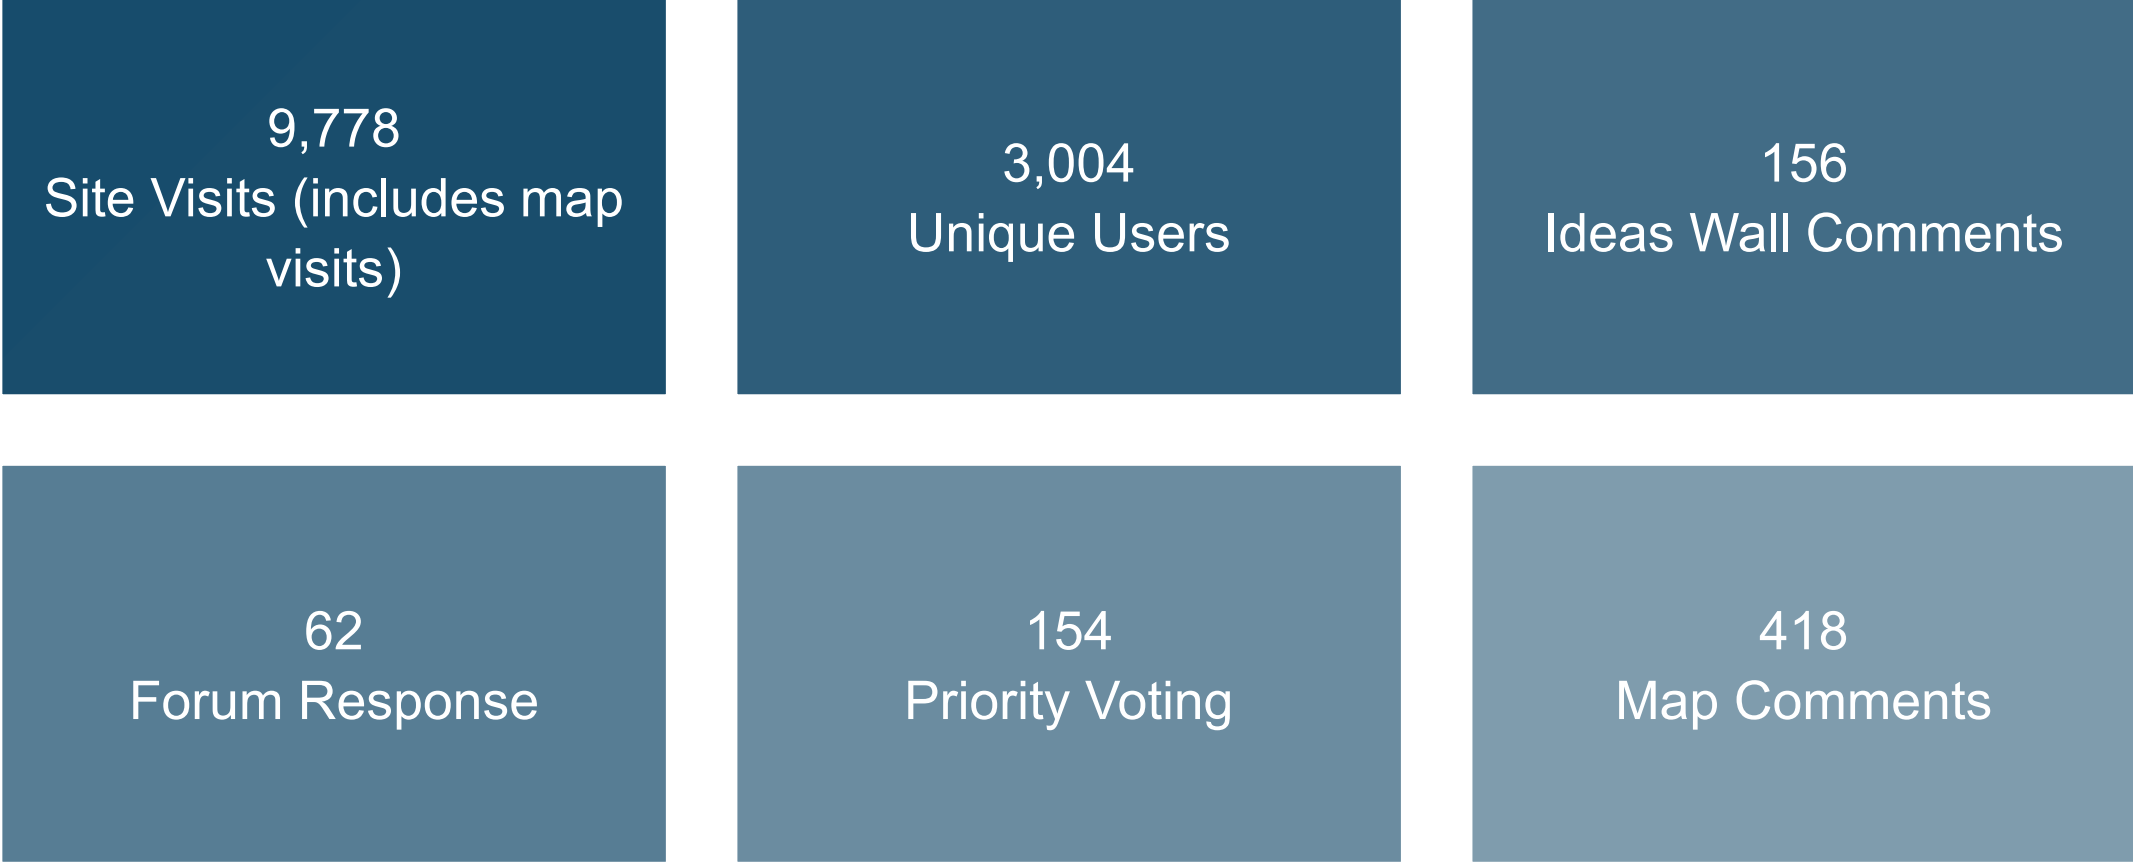 9,778
Site Visits (includes map
visits)
3,004
Unique Users
156
Ideas Wall Comments
62
Forum Response
154
Priority Voting
418
Map Comments